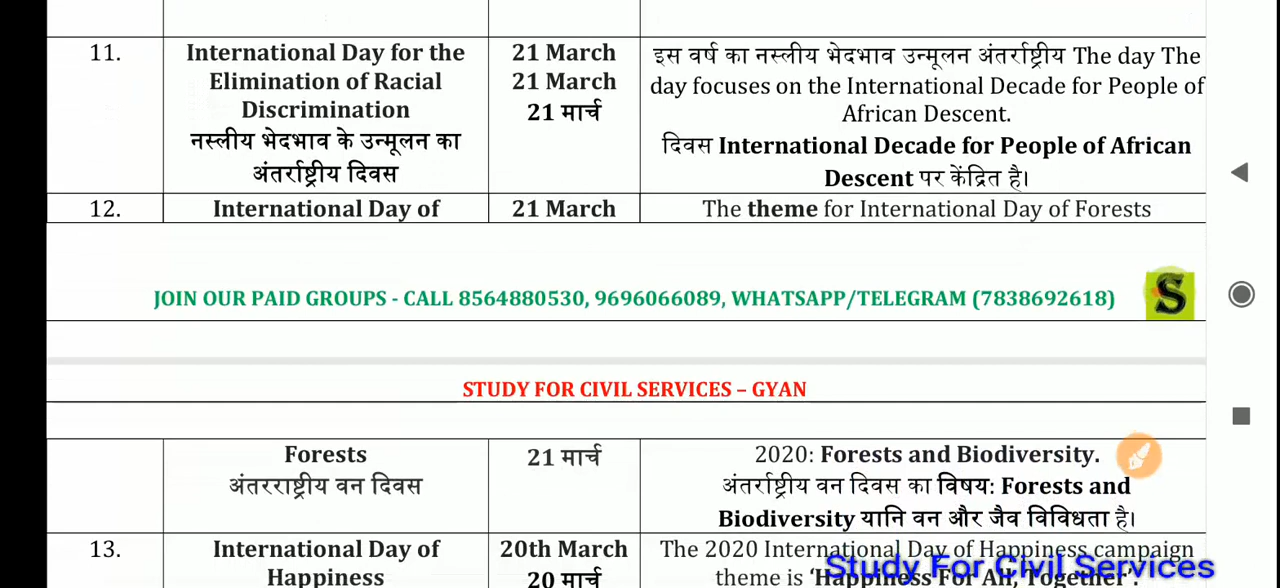 11. International Day for the 21 March इस वर्ष का नस्लीय भेदभाव उन्मूलन अंतर्राष्ट्रीय The day The
Elimination of Racial 21 March day focuses on the International Decade for People of
Discrimination 21 मार्च African Descent.
नस्लीय भेदभाव के उन्मूलन का दिवस International Decade for People of African
अंतर्राष्ट्रीय दिवस Descent पर केंद्रित है।
12. International Day of 21 March The theme for International Day of Forests
JOIN OUR PAID GROUPS - CALL 8564880530, 9696066089, WHATSAPP/TELEGRAM (7838692618) S
STUDY FOR CIVIL SERVICES – GYAN
Forests 21 मार्च 2020: Forests and Biodiversity.
अंतरराष्ट्रीय वन दिवस अंतर्राष्ट्रीय वन दिवस का विषय: Forests and
Biodiversity यानि वन और जैव विविधता है।
13. International Day of 20th March The 2020 International Day of Happiness campaign
Happiness 20 मार्च theme is ‘Happiness For All, Together’.
Study For Civil Services